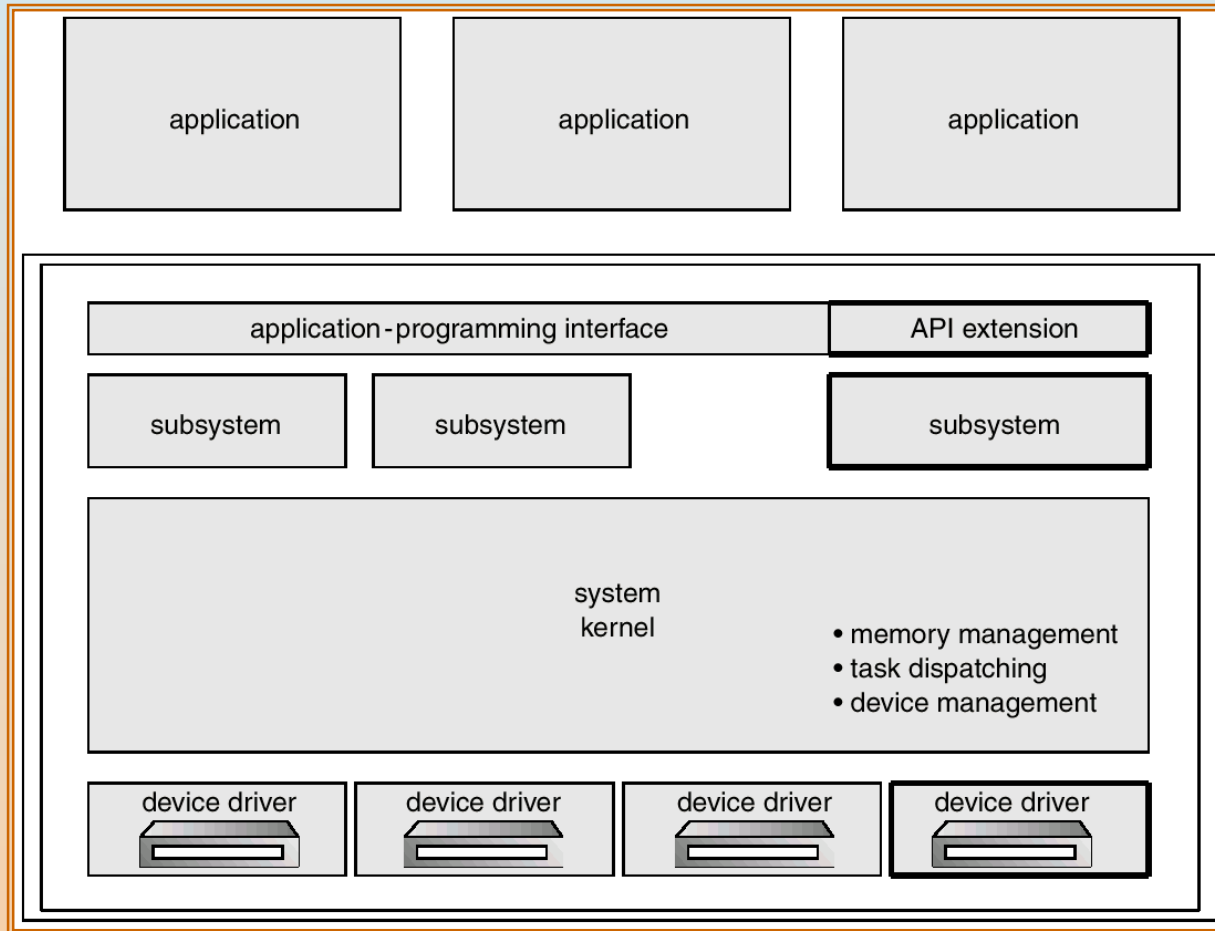 application
application
application
application-programming interface
API extension
subsystem
subsystem
subsystem
system
kernel
• memory management
• task dispatching
• device management
device driver
device driver
device driver
device driver